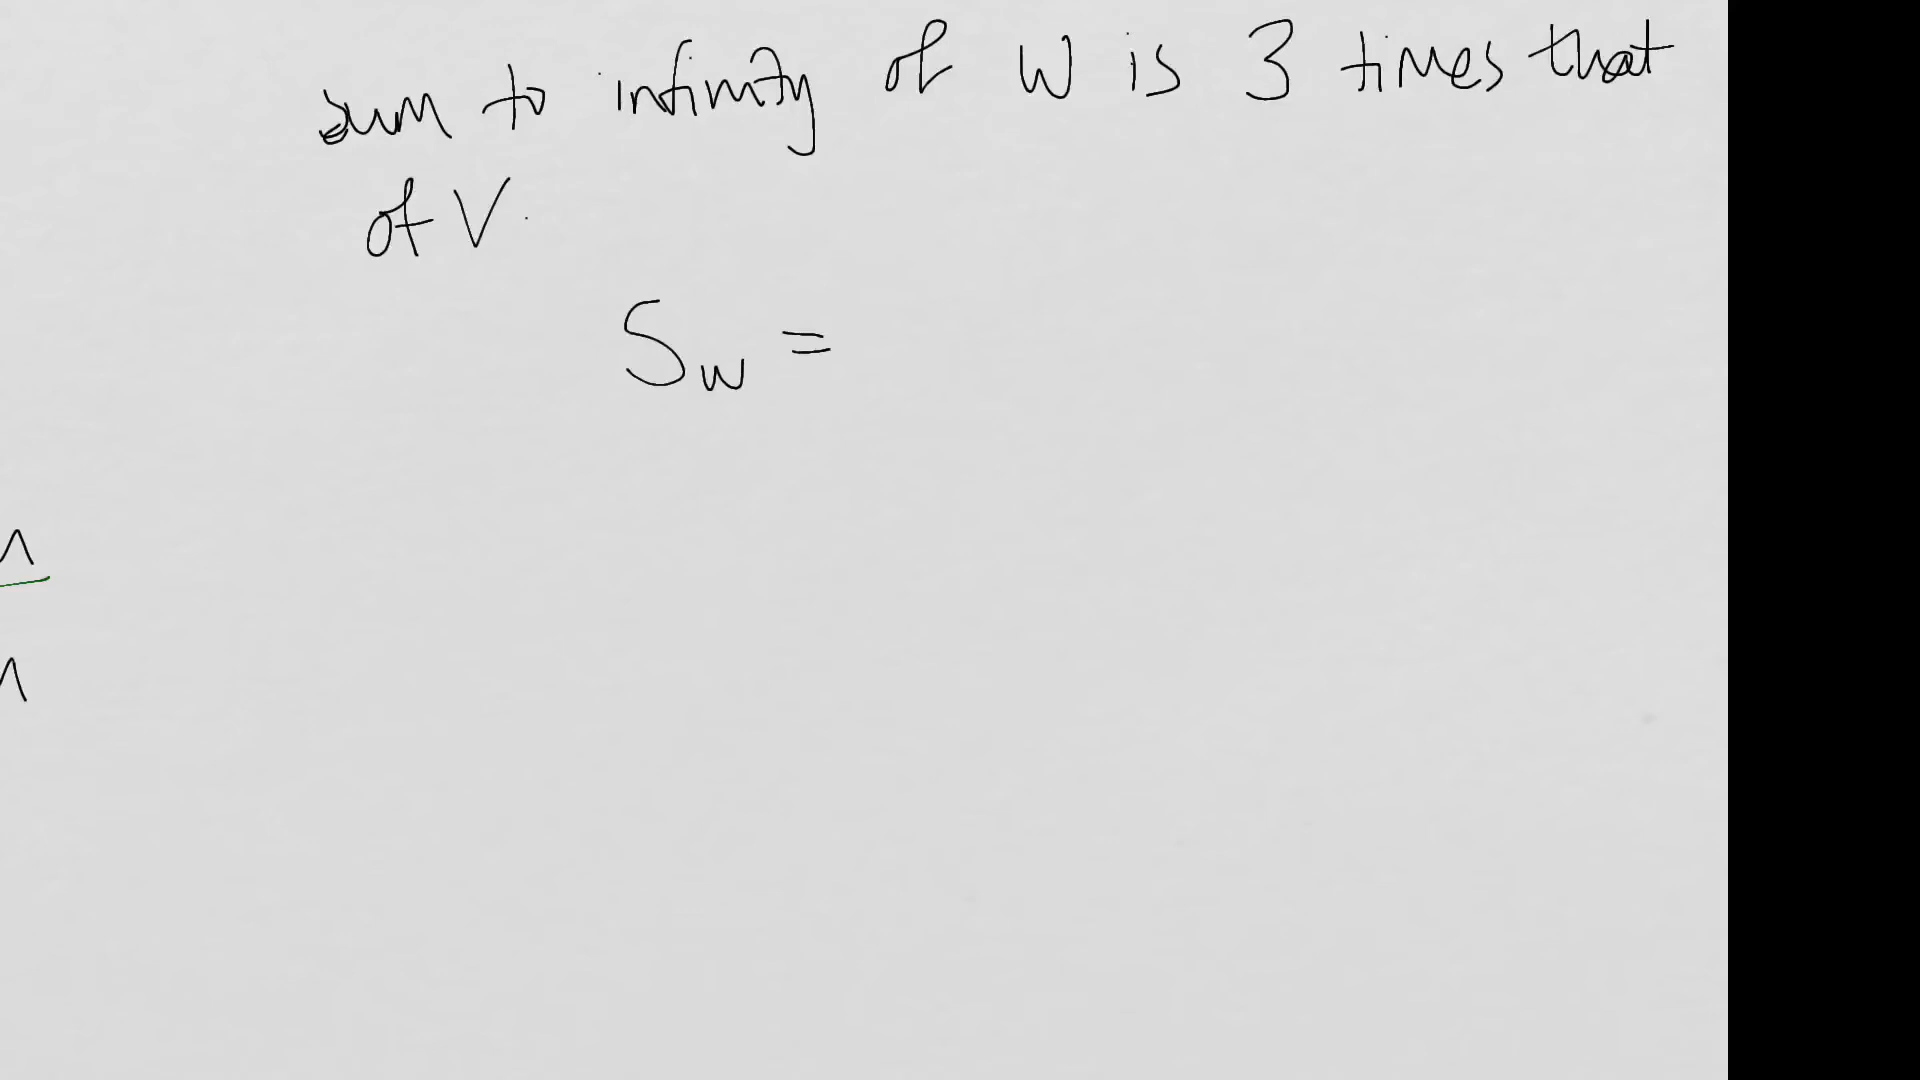 sum to infinity of W is 3 times that
of V.
S_W =
n
n